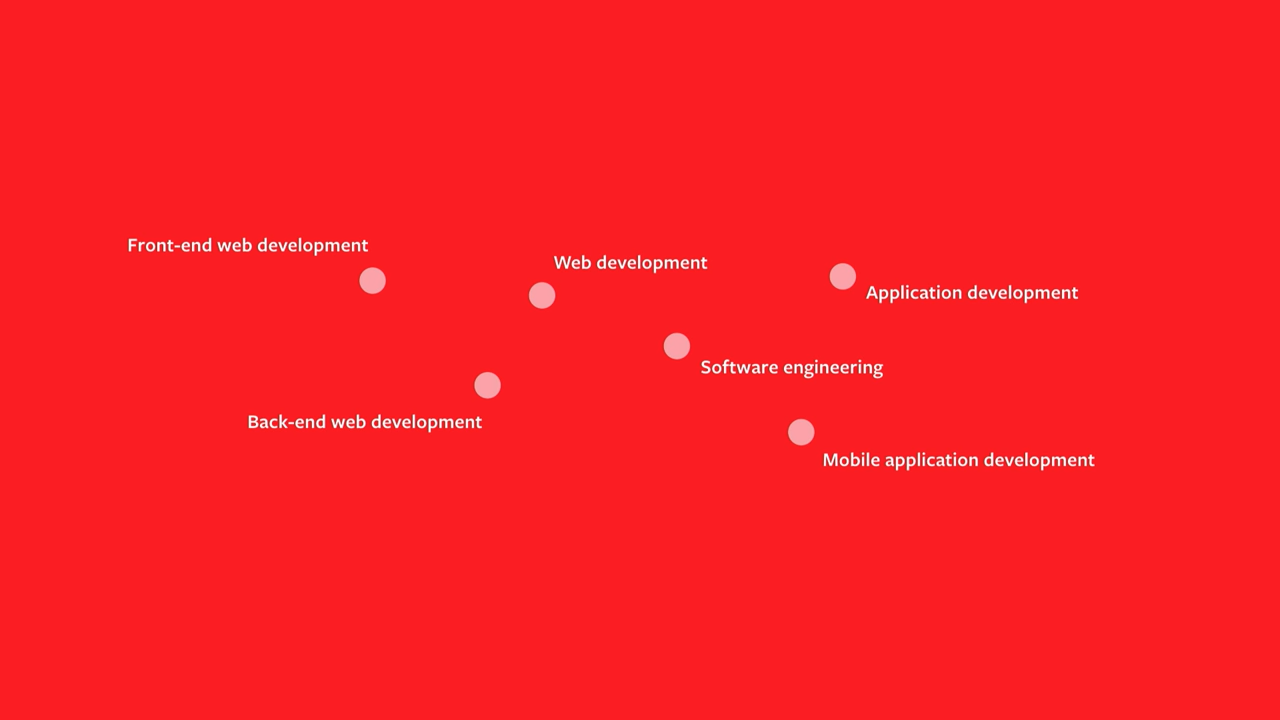 Front-end web development
Web development
Application development
Software engineering
Back-end web development
Mobile application development